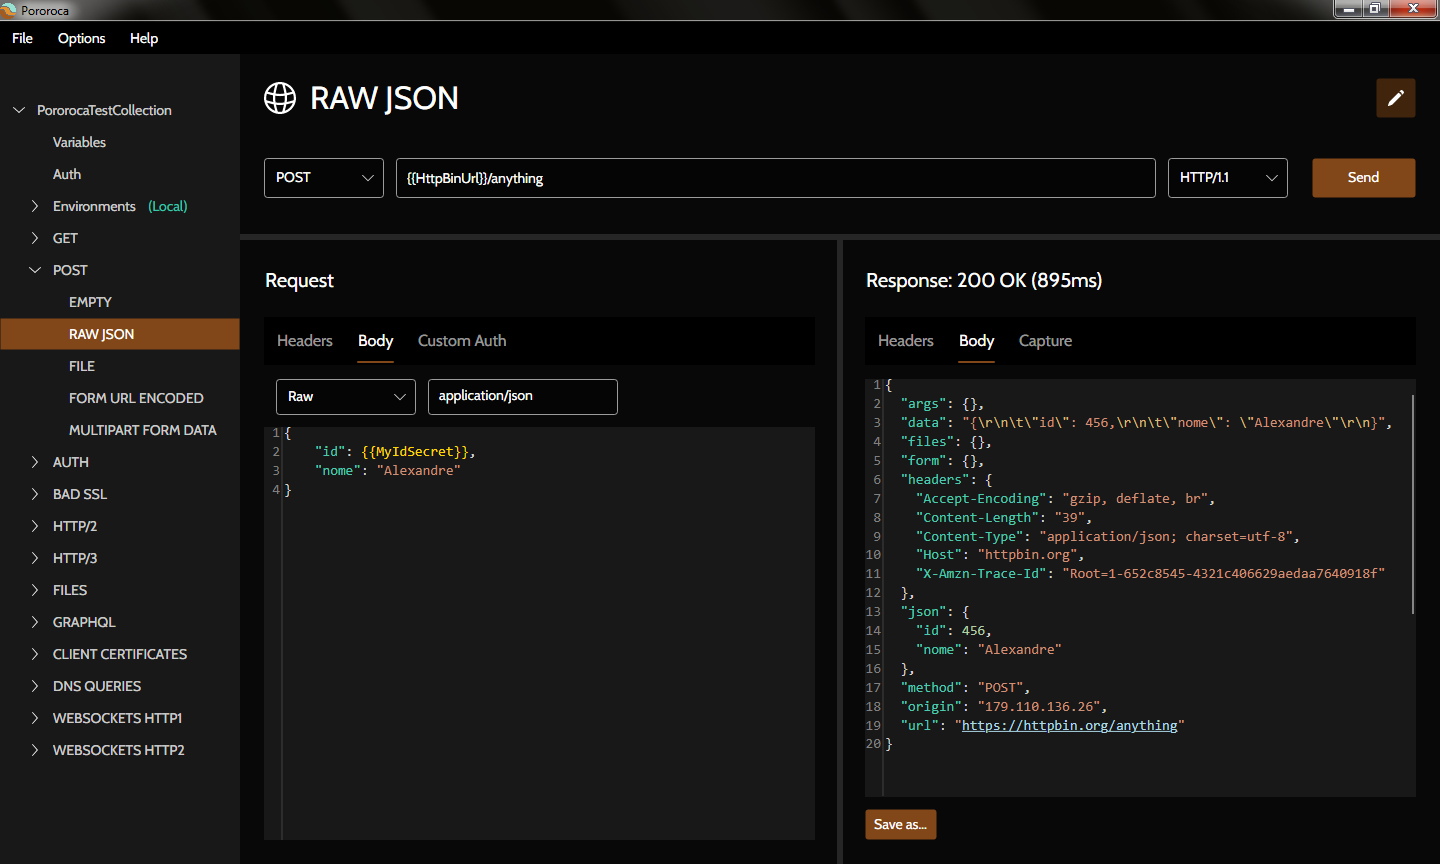 Pororoca
File Options Help
PororocaTestCollection
Variables
Auth
Environments (Local)
GET
POST
EMPTY
RAW JSON
FILE
FORM URL ENCODED
MULTIPART FORM DATA
AUTH
BAD SSL
HTTP/2
HTTP/3
FILES
GRAPHQL
CLIENT CERTIFICATES
DNS QUERIES
WEBSOCKETS HTTP1
WEBSOCKETS HTTP2
RAW JSON
POST {{HttpBinUrl}}/anything HTTP/1.1 Send
Request
Headers Body Custom Auth
Raw application/json
1 {
2     "id": {{MyIdSecret}},
3     "nome": "Alexandre"
4 }
Response: 200 OK (895ms)
Headers Body Capture
1 {
2   "args": {},
3   "data": "{\r\n\t\"id\": 456,\r\n\t\"nome\": \"Alexandre\"\r\n}",
4   "files": {},
5   "form": {},
6   "headers": {
7     "Accept-Encoding": "gzip, deflate, br",
8     "Content-Length": "39",
9     "Content-Type": "application/json; charset=utf-8",
10     "Host": "httpbin.org",
11     "X-Amzn-Trace-Id": "Root=1-652c8545-4321c406629aedaa7640918f"
12   },
13   "json": {
14     "id": 456,
15     "nome": "Alexandre"
16   },
17   "method": "POST",
18   "origin": "179.110.136.26",
19   "url": "https://httpbin.org/anything"
20 }
Save as...